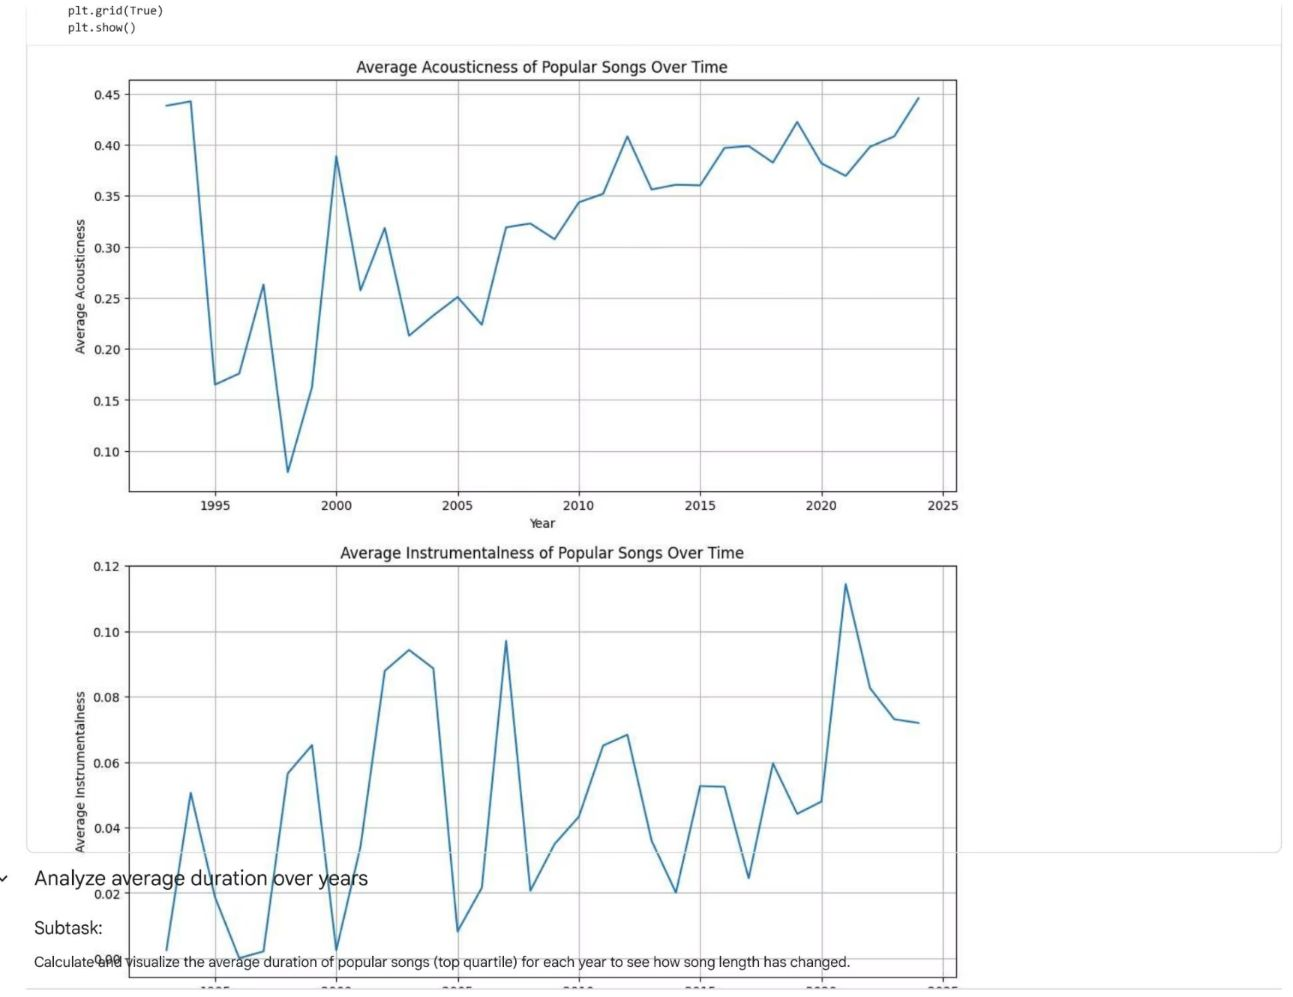 plt.grid(True)
plt.show()
Average Acousticness of Popular Songs Over Time
Average Acousticness
0.45
0.40
0.35
0.30
0.25
0.20
0.15
0.10
1995 2000 2005 2010 2015 2020 2025
Year
Average Instrumentalness of Popular Songs Over Time
Average Instrumentalness
0.12
0.10
0.08
0.06
0.04
0.02
0.00
Analyze average duration over years
Subtask:
Calculate and visualize the average duration of popular songs (top quartile) for each year to see how song length has changed.